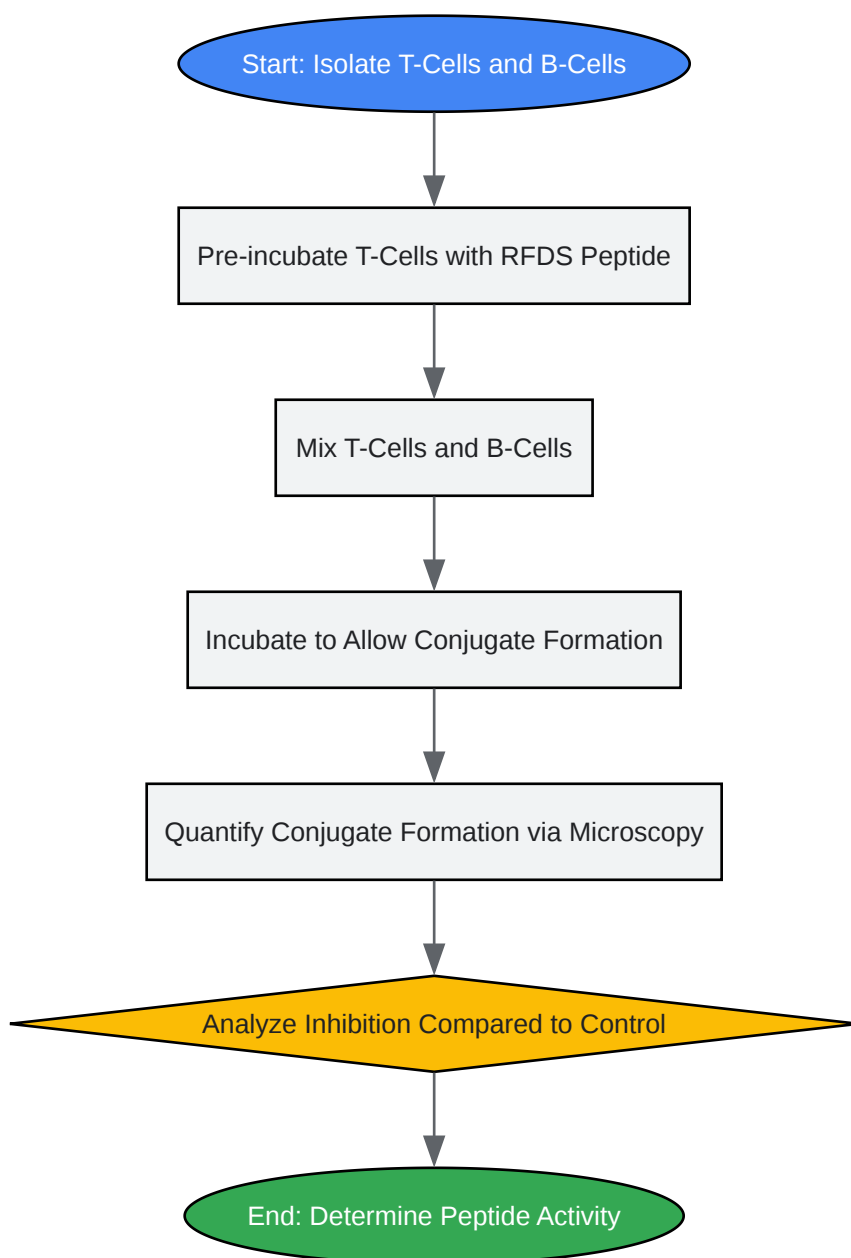 Start: Isolate T-Cells and B-Cells
Pre-incubate T-Cells with RFDS Peptide
Mix T-Cells and B-Cells
Incubate to Allow Conjugate Formation
Quantify Conjugate Formation via Microscopy
Analyze Inhibition Compared to Control
End: Determine Peptide Activity